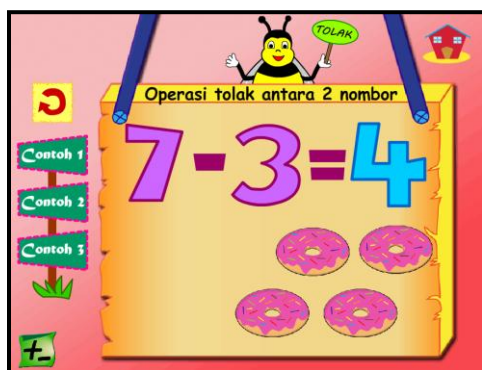 TOLAK
Operasi tolak antara 2 nombor
7-3=4
Contoh 1
Contoh 2
Contoh 3
+-